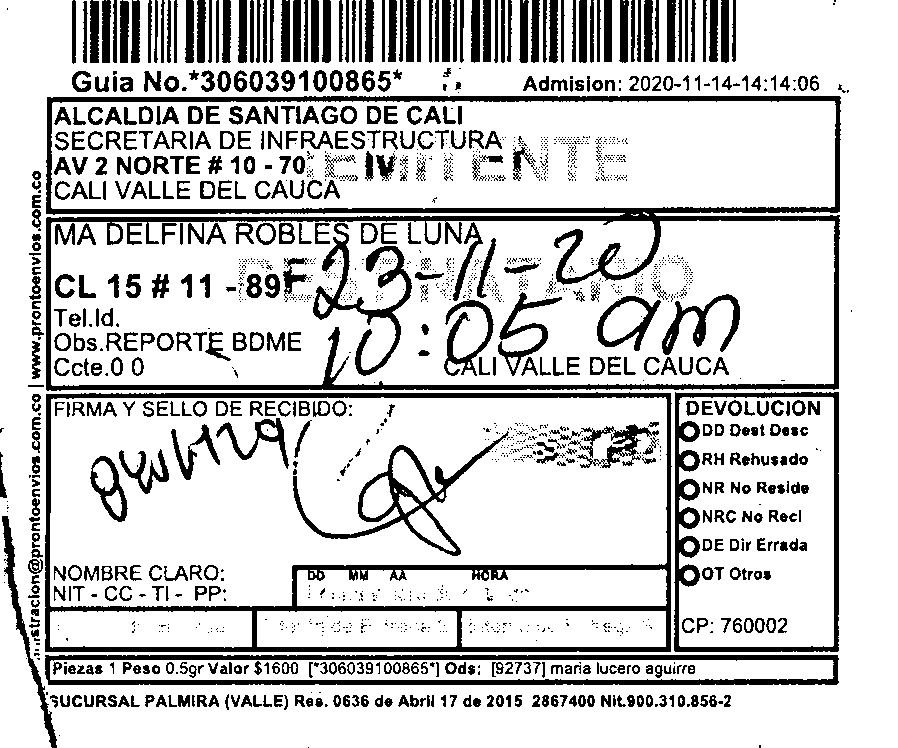 Guia No.*306039100865*
Admision: 2020-11-14-14:14:06
ALCALDIA DE SANTIAGO DE CALI
SECRETARIA DE INFRAESTRUCTURA
AV 2 NORTE # 10 - 70
CALI VALLE DEL CAUCA
MA DELFINA ROBLES DE LUNA
23-11-20
CL 15 # 11 - 89
Tel.Id.
10:05 am
Obs.REPORTE BDME
Ccte.0 0
CALI VALLE DEL CAUCA
www.prontoenvios.com.co
stracion@prontoenvios.com.co
FIRMA Y SELLO DE RECIBIDO:
NOMBRE CLARO:
NIT - CC - TI - PP:
DD MM AA HORA
DEVOLUCION
DD Dest Desc
RH Rehusado
NR No Reside
NRC No Recl
DE Dir Errada
OT Otros
CP: 760002
Piezas 1 Peso 0.5gr Valor $1600 [*306039100865*] Ods: [92737] maria lucero aguirre
SUCURSAL PALMIRA (VALLE) Res. 0636 de Abril 17 de 2015 2867400 Nit.900.310.856-2